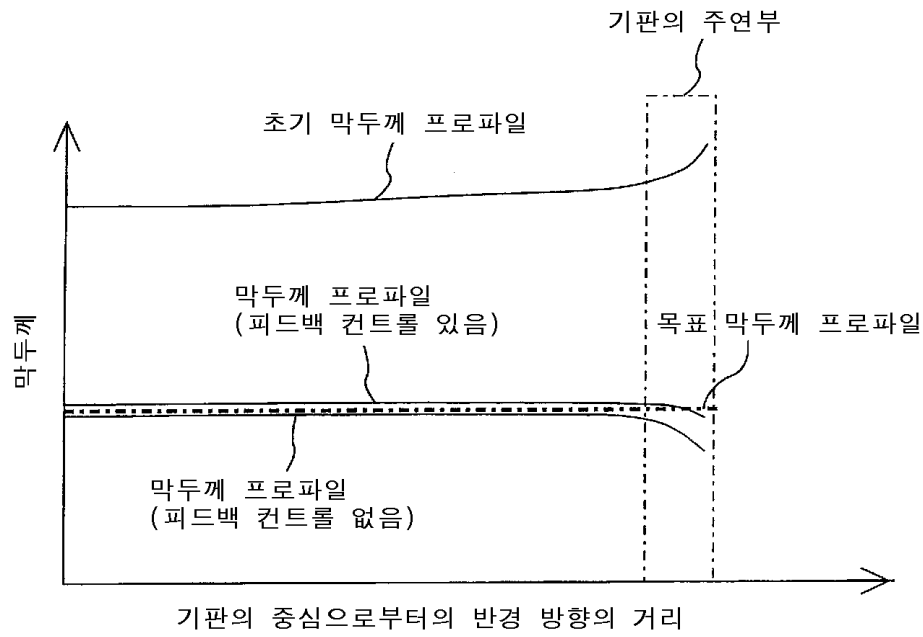 기판의 주연부
초기 막두께 프로파일
막두께 프로파일
(피드백 컨트롤 있음)
목표 막두께 프로파일
막두께
막두께 프로파일
(피드백 컨트롤 없음)
기판의 중심으로부터의 반경 방향의 거리